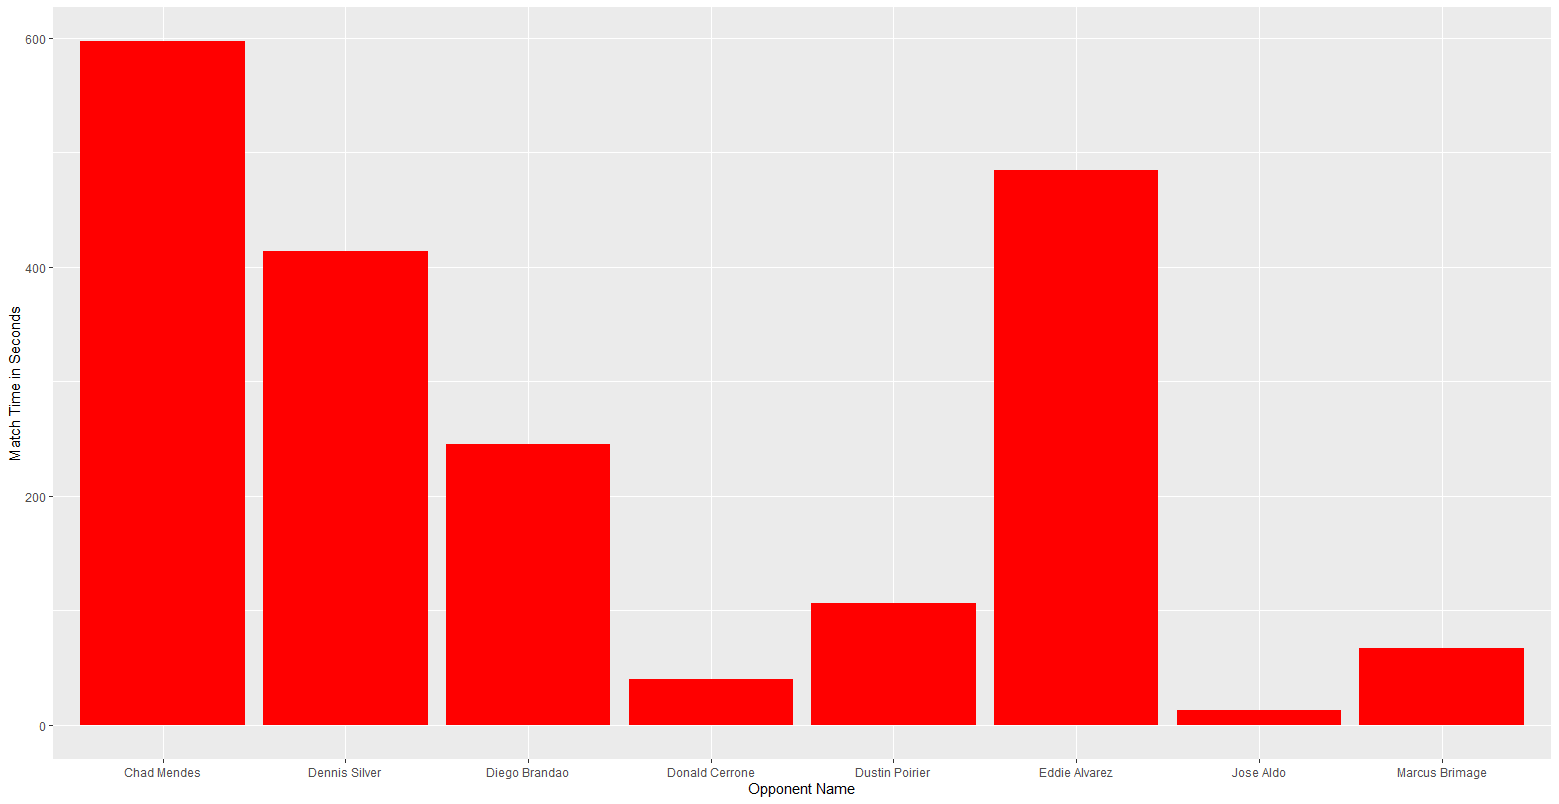 Match Time in Seconds
600
400
200
0
Chad Mendes
Dennis Silver
Diego Brandao
Donald Cerrone
Dustin Poirier
Eddie Alvarez
Jose Aldo
Marcus Brimage
Opponent Name